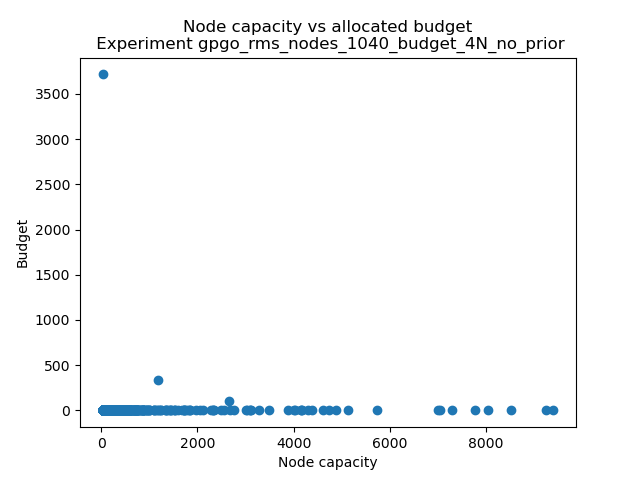 Node capacity vs allocated budget
Experiment gpgo_rms_nodes_1040_budget_4N_no_prior
3500
3000
2500
2000
1500
1000
500
0
Budget
0 2000 4000 6000 8000
Node capacity